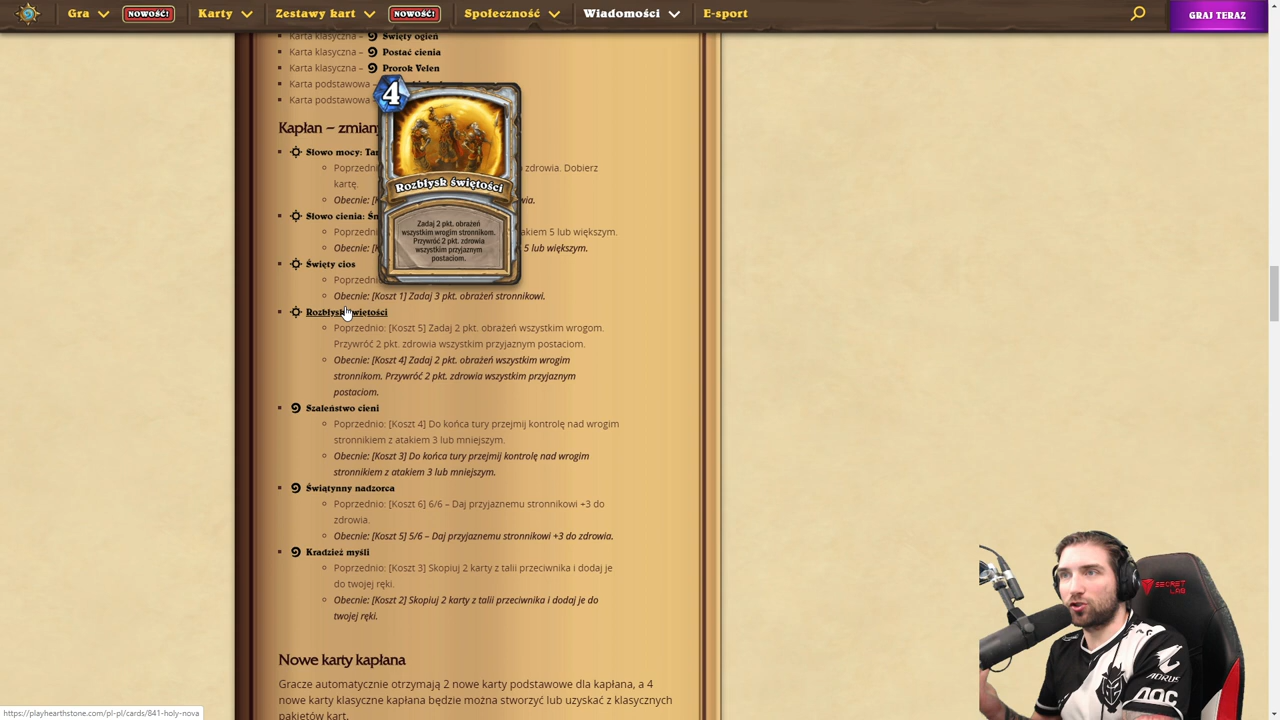 Gra
NOWOŚĆ!
Karty
Zestawy kart
NOWOŚĆ!
Społeczność
Wiadomości
E-sport
GRAJ TERAZ
Karta klasyczna – Święty ogień
Karta klasyczna – Postać cienia
Karta klasyczna – Prorok Velen
Karta podstawowa –
Karta podstawowa
Kapłan – zmiany
4
Rozbłysk świętości
Zadaj 2 pkt. obrażeń
wszystkim wrogim stronnikom.
Przywróć 2 pkt. zdrowia
wszystkim przyjaznym
postaciom.
Słowo mocy:
zdrowia. Dobierz
kartę.
Obecnie:
Słowo cienia:
atakiem 5 lub większym.
Obecnie: 5 lub większym.
Święty cios
Obecnie: [Koszt 1] Zadaj 3 pkt. obrażeń stronnikowi.
Rozbłysk świętości
Poprzednio: [Koszt 5] Zadaj 2 pkt. obrażeń wszystkim wrogom.
Przywróć 2 pkt. zdrowia wszystkim przyjaznym postaciom.
Obecnie: [Koszt 4] Zadaj 2 pkt. obrażeń wszystkim wrogim
stronnikom. Przywróć 2 pkt. zdrowia wszystkim przyjaznym
postaciom.
Szaleństwo cieni
Poprzednio: [Koszt 4] Do końca tury przejmij kontrolę nad wrogim
stronnikiem z atakiem 3 lub mniejszym.
Obecnie: [Koszt 3] Do końca tury przejmij kontrolę nad wrogim
stronnikiem z atakiem 3 lub mniejszym.
Świątynny nadzorca
Poprzednio: [Koszt 6] 6/6 – Daj przyjaznemu stronnikowi +3 do
zdrowia.
Obecnie: [Koszt 5] 5/6 – Daj przyjaznemu stronnikowi +3 do zdrowia.
Kradzież myśli
Poprzednio: [Koszt 3] Skopiuj 2 karty z talii przeciwnika i dodaj je
do twojej ręki.
Obecnie: [Koszt 2] Skopiuj 2 karty z talii przeciwnika i dodaj je do
twojej ręki.
Nowe karty kapłana
Gracze automatycznie otrzymają 2 nowe karty podstawowe dla kapłana, a 4
nowe karty klasyczne kapłana będzie można stworzyć lub uzyskać z klasycznych
pakietów kart.
https://playhearthstone.com/pl-pl/cards/841-holy-nova
SECRET
LAB
AORUS
AOC